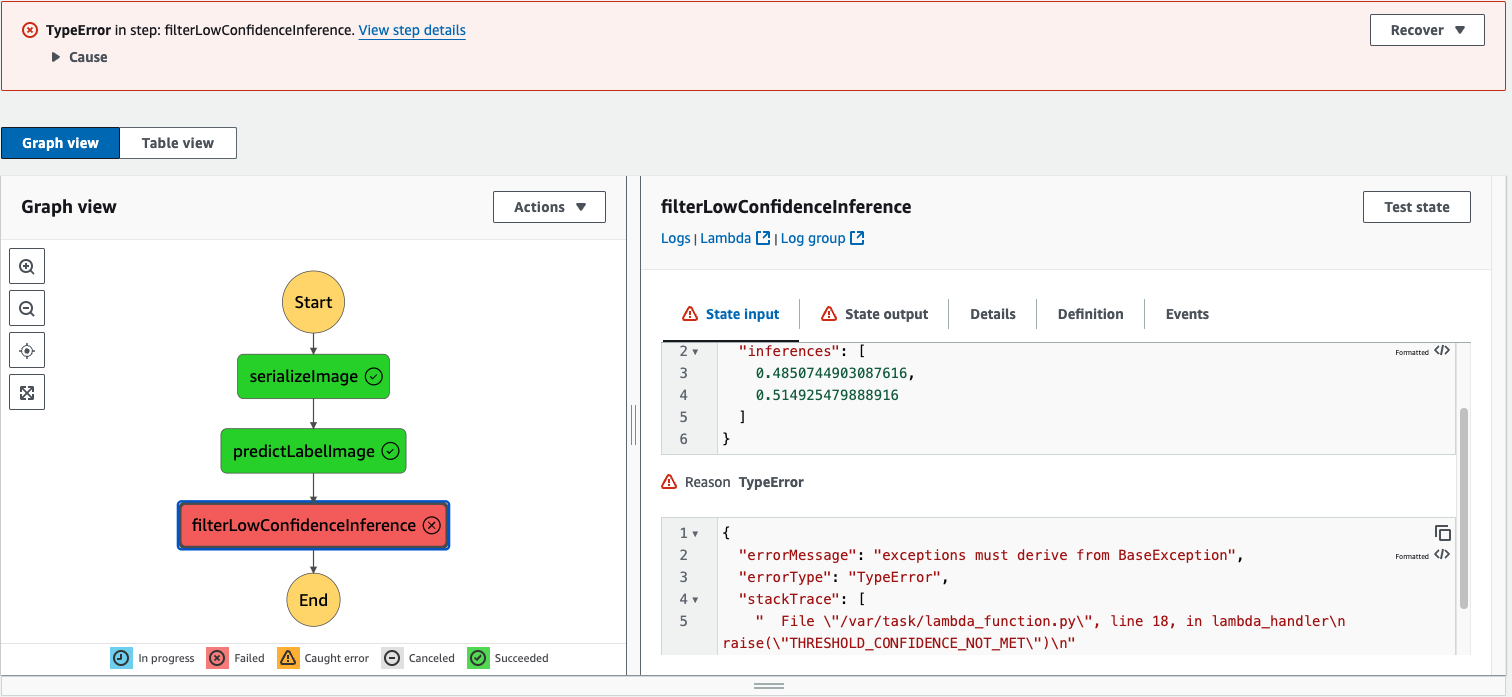 TypeError in step: filterLowConfidenceInference. View step details
Recover
Cause
Graph view
Table view
Graph view
Actions
Start
serializeImage
predictLabelImage
filterLowConfidenceInference
End
In progress
Failed
Caught error
Canceled
Succeeded
filterLowConfidenceInference
Test state
Logs | Lambda | Log group
State input
State output
Details
Definition
Events
Formatted
2 "inferences": [
3 0.4850744903087616,
4 0.514925479888916
5 ]
6 }
Reason TypeError
1 {
Formatted
2 "errorMessage": "exceptions must derive from BaseException",
3 "errorType": "TypeError",
4 "stackTrace": [
5 "  File \"/var/task/lambda_function.py\", line 18, in lambda_handler\n
raise(\"THRESHOLD_CONFIDENCE_NOT_MET\")\n"